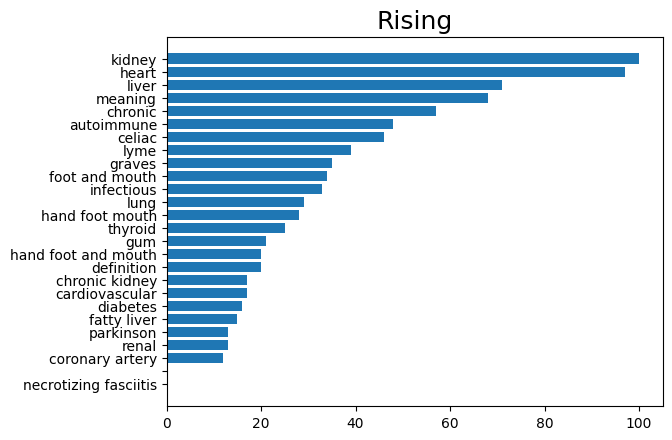 Rising
kidney
heart
liver
meaning
chronic
autoimmune
celiac
lyme
graves
foot and mouth
infectious
lung
hand foot mouth
thyroid
gum
hand foot and mouth
definition
chronic kidney
cardiovascular
diabetes
fatty liver
parkinson
renal
coronary artery
necrotizing fasciitis
0 20 40 60 80 100